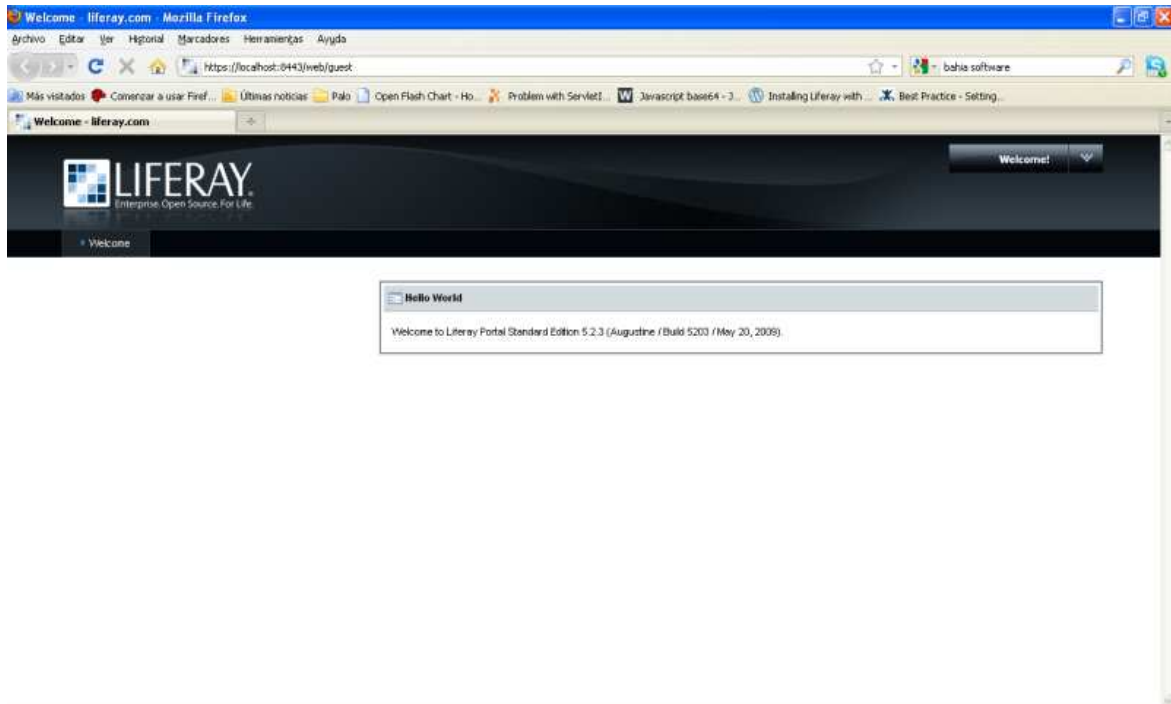 Welcome - liferay.com - Mozilla Firefox
Archivo Editar Ver Historial Marcadores Herramientas Ayuda
https://localhost:8443/web/guest bahia software
Más visitados Comenzar a usar Firef... Últimas noticias Palo Open Flash Chart - Ho... Problem with ServletI... Javascript base64 - J... Installing Liferay with ... Best Practice - Setting...
Welcome - liferay.com
Welcome!
LIFERAY.
Enterprise. Open Source. For Life.
Welcome
Hello World
Welcome to Liferay Portal Standard Edition 5.2.3 (Augustine / Build 5203 / May 20, 2009).